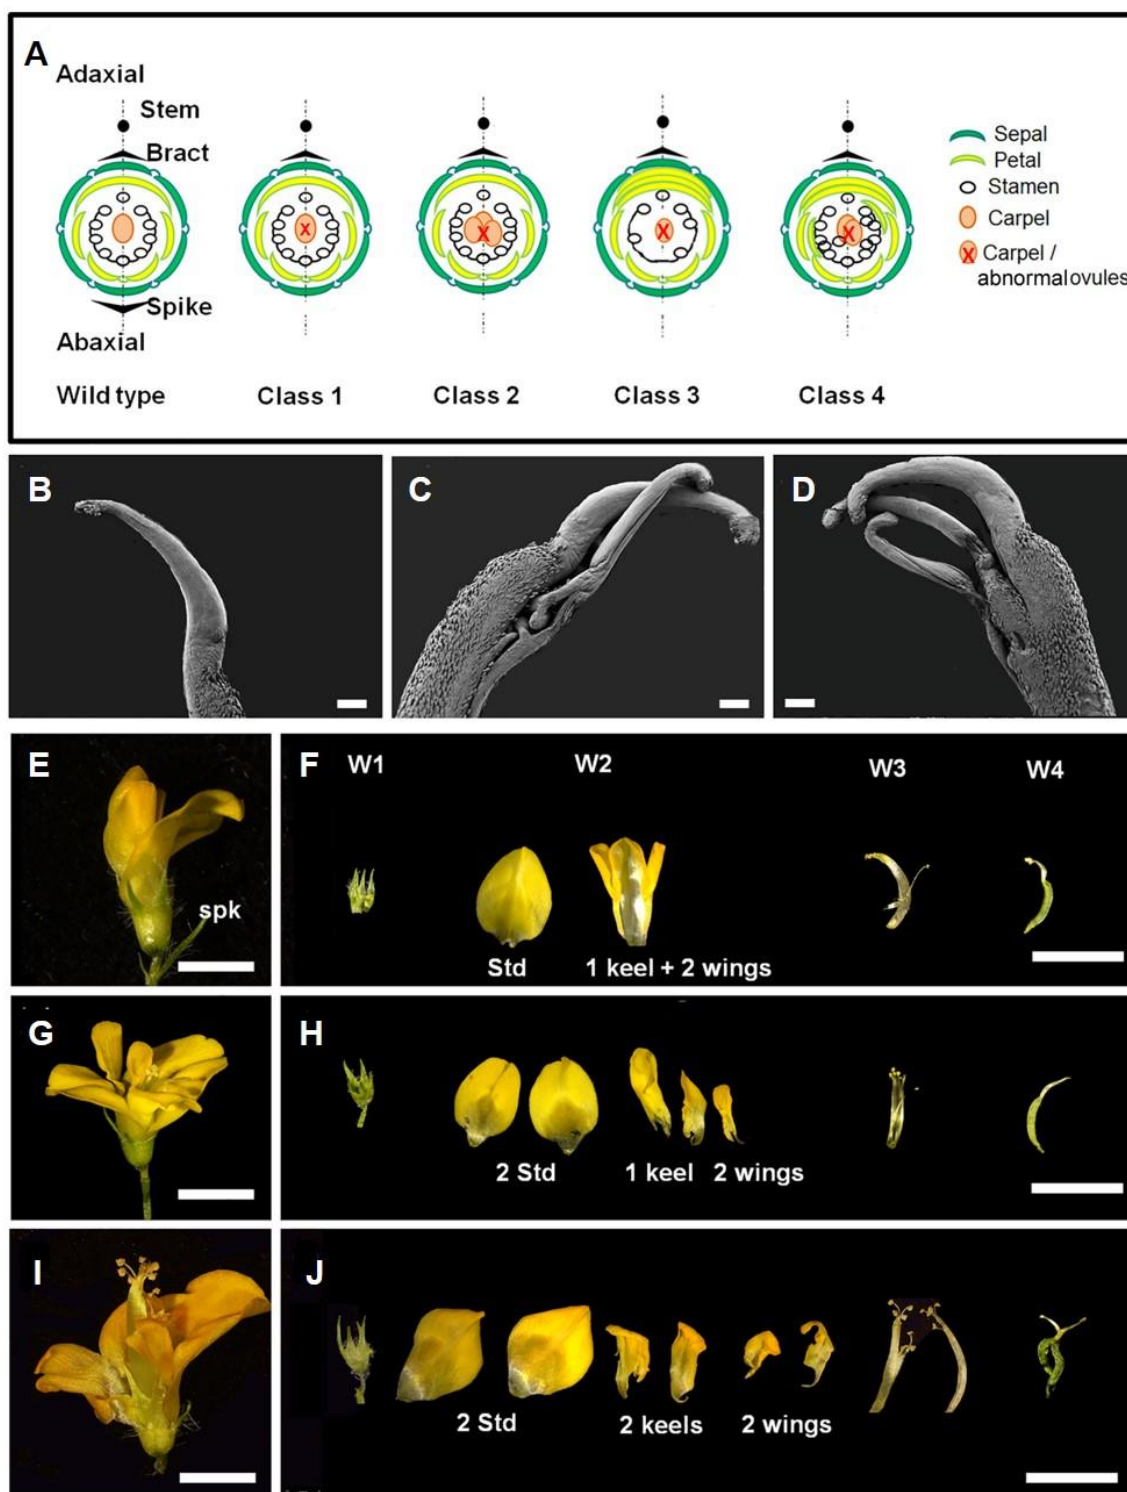 A
Adaxial
Stem
Bract
Spike
Abaxial
Wild type
Class 1
Class 2
Class 3
Class 4
Sepal
Petal
Stamen
Carpel
X Carpel /
abnormal ovules
X
X
X
X
B
C
D
E
spk
F
W1
W2
W3
W4
Std
1 keel + 2 wings
G
H
2 Std
1 keel
2 wings
I
J
2 Std
2 keels
2 wings